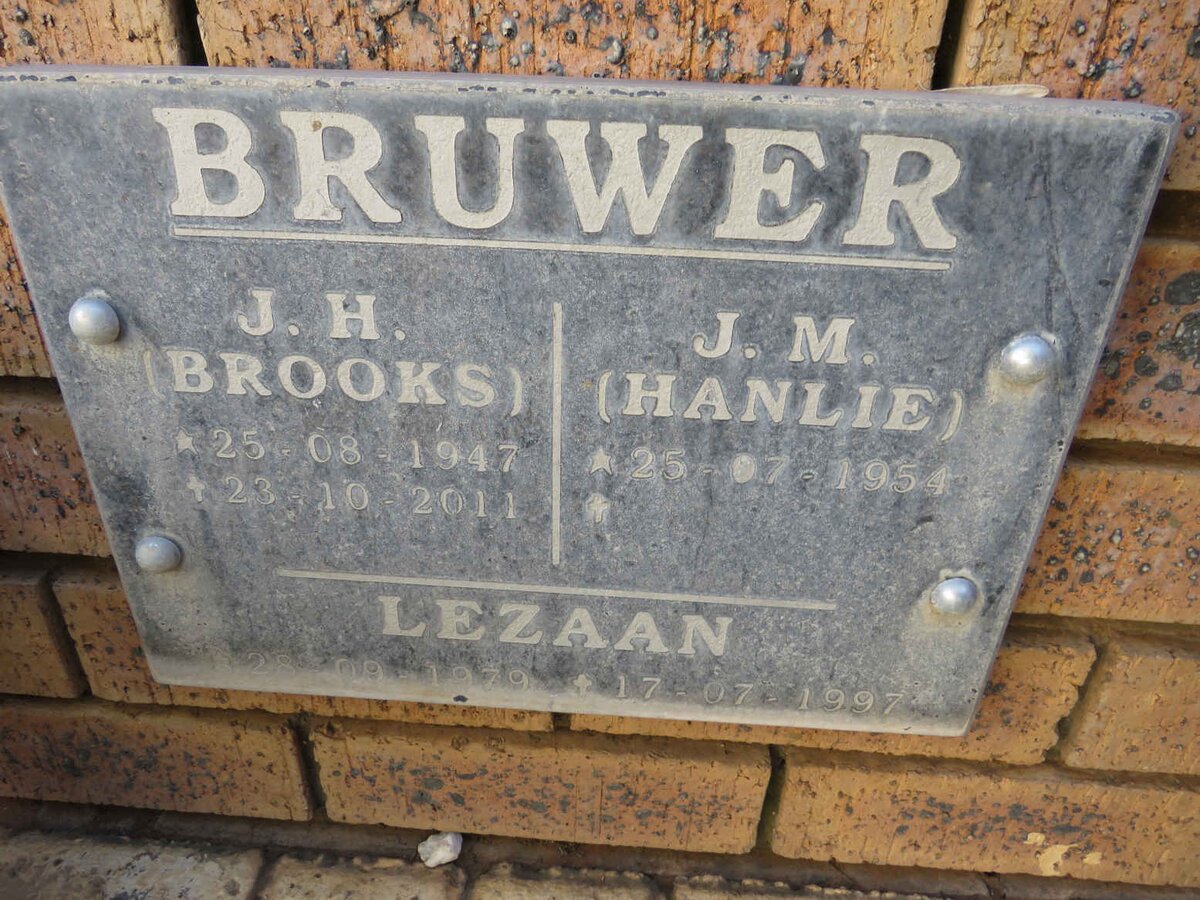 BRUWER
J. H.
(BROOKS)
★ 25 - 08 - 1947
✝ 23 - 10 - 2011
J. M.
(HANLIE)
★ 25 - 07 - 1954
✝
LEZAAN
★ 28 - 09 - 1979 ✝ 17 - 07 - 1997